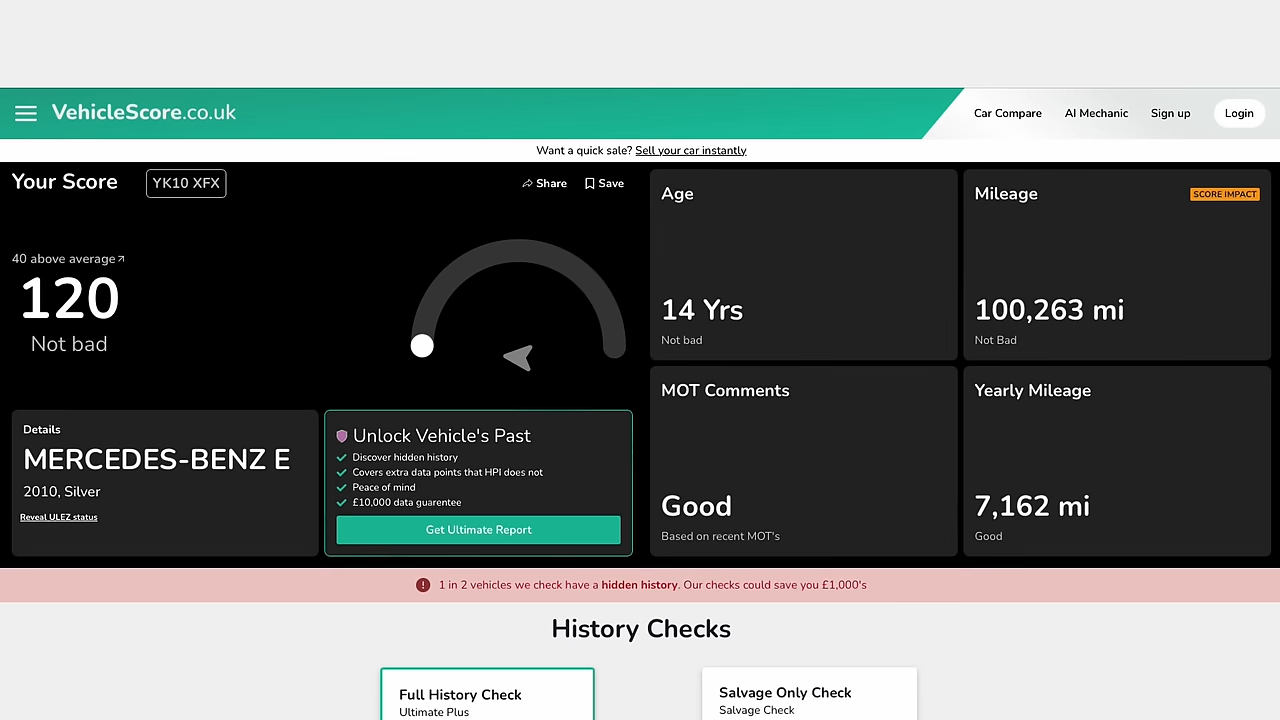 VehicleScore.co.uk
Car Compare
AI Mechanic
Sign up
Login
Want a quick sale? Sell your car instantly
Your Score
YK10 XFX
Share
Save
40 above average
120
Not bad
Details
MERCEDES-BENZ E
2010, Silver
Reveal ULEZ status
Unlock Vehicle's Past
Discover hidden history
Covers extra data points that HPI does not
Peace of mind
£10,000 data guarentee
Get Ultimate Report
Age
14 Yrs
Not bad
Mileage
SCORE IMPACT
100,263 mi
Not Bad
MOT Comments
Good
Based on recent MOT's
Yearly Mileage
7,162 mi
Good
1 in 2 vehicles we check have a hidden history. Our checks could save you £1,000's
History Checks
Full History Check
Ultimate Plus
Salvage Only Check
Salvage Check